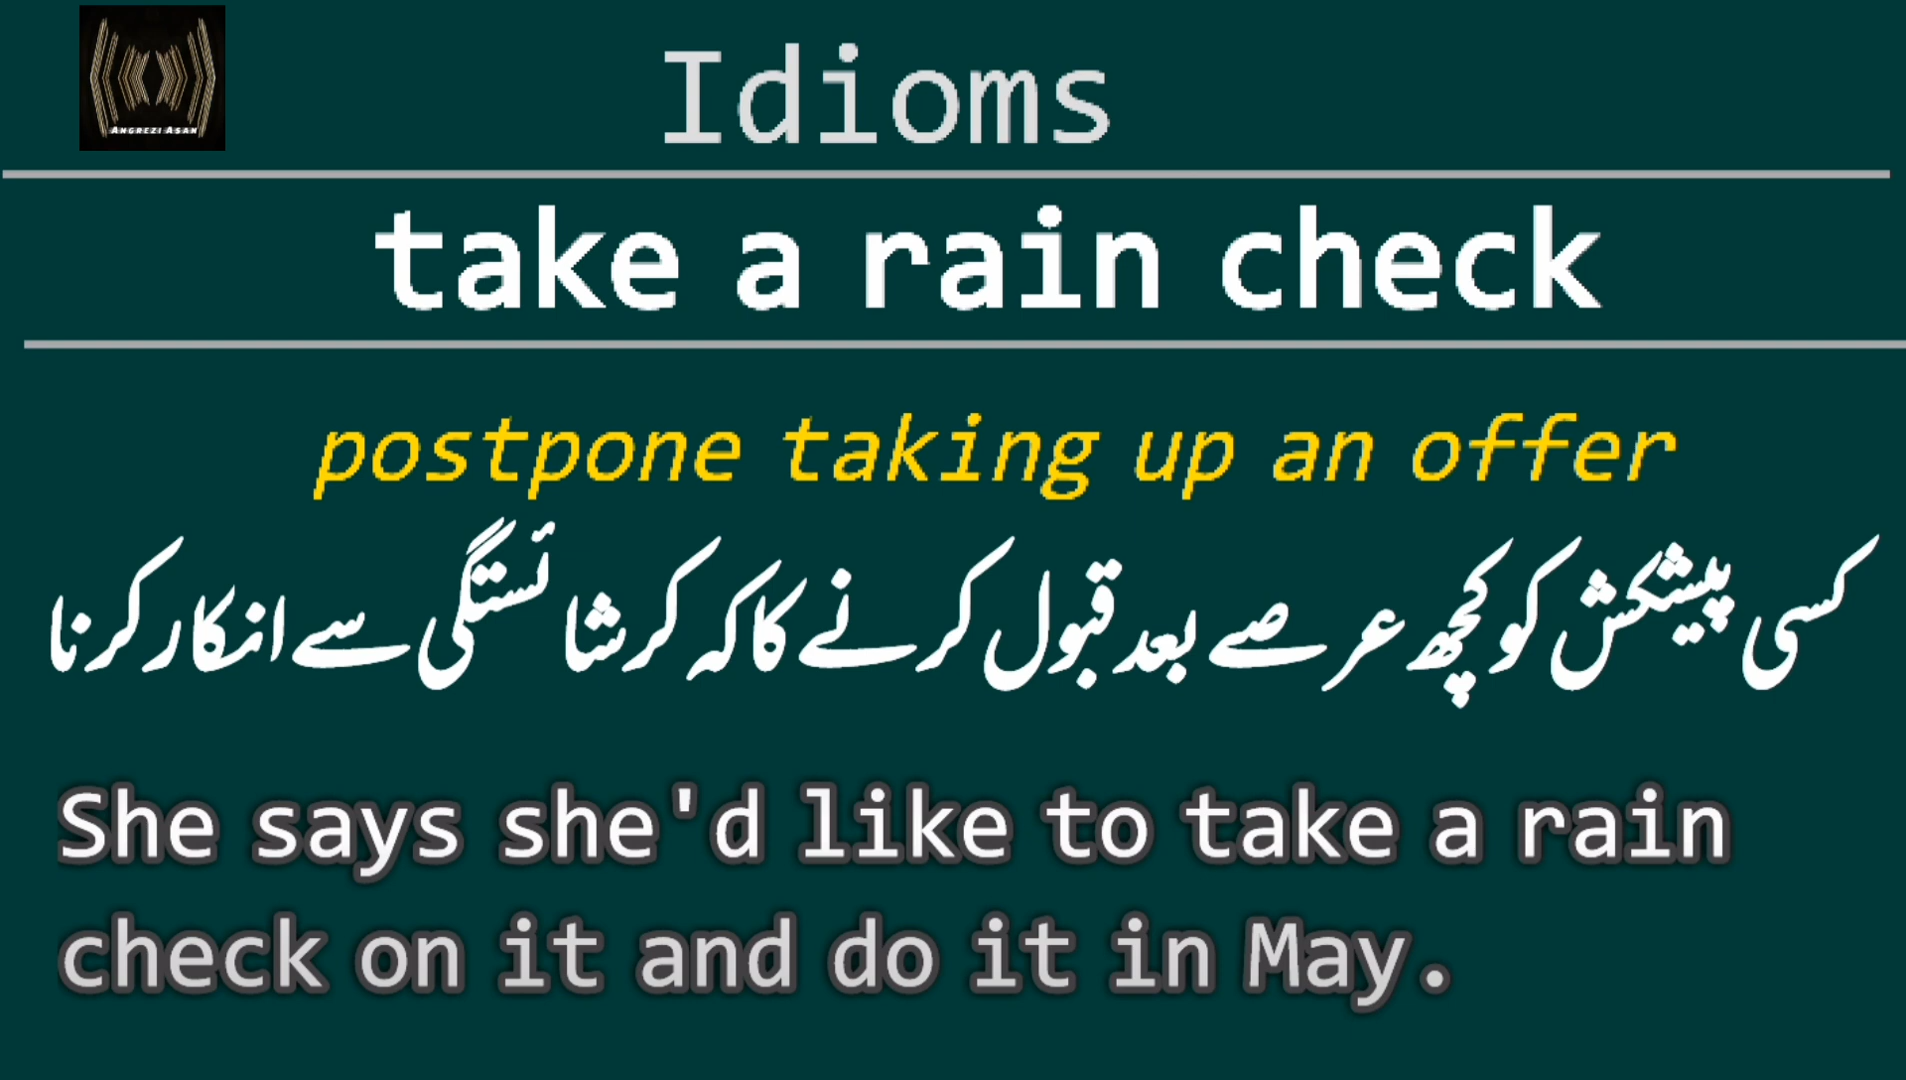 ANGREZI ASAN
Idioms
take a rain check
postpone taking up an offer
کسی پیشکش کو کچھ عرصے بعد قبول کرنے کا کہہ کر شائستگی سے انکار کرنا
She says she'd like to take a rain
check on it and do it in May.